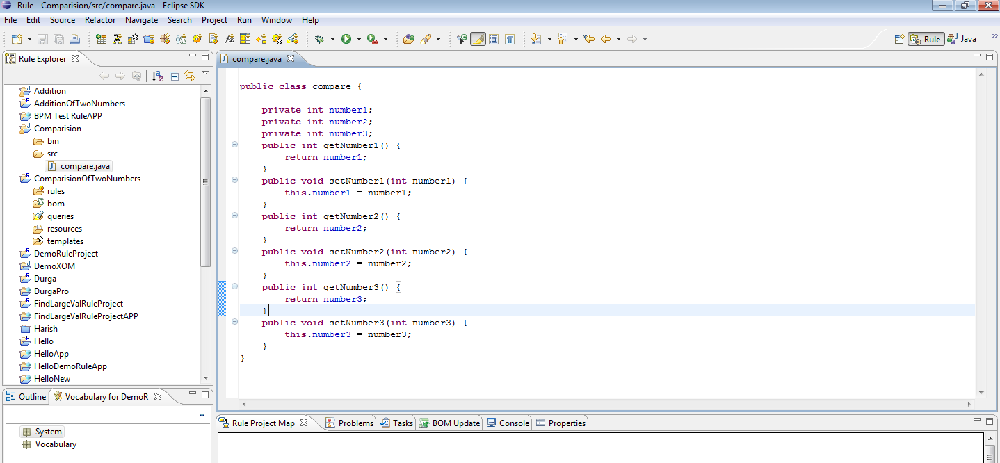 Rule - Comparision/src/compare.java - Eclipse SDK
File Edit Source Refactor Navigate Search Project Run Window Help
Rule Java
Rule Explorer
Addition
AdditionOfTwoNumbers
BPM Test RuleAPP
Comparision
bin
src
compare.java
ComparisionOfTwoNumbers
rules
bom
queries
resources
templates
DemoRuleProject
DemoXOM
Durga
DurgaPro
FindLargeValRuleProject
FindLargeValRuleProjectAPP
Harish
Hello
HelloApp
HelloDemoRuleApp
HelloNew
Outline Vocabulary for DemoR
System
Vocabulary
compare.java
public class compare {
private int number1;
private int number2;
private int number3;
public int getNumber1() {
return number1;
}
public void setNumber1(int number1) {
this.number1 = number1;
}
public int getNumber2() {
return number2;
}
public void setNumber2(int number2) {
this.number2 = number2;
}
public int getNumber3() {
return number3;
}
public void setNumber3(int number3) {
this.number3 = number3;
}
}
Rule Project Map Problems Tasks BOM Update Console Properties